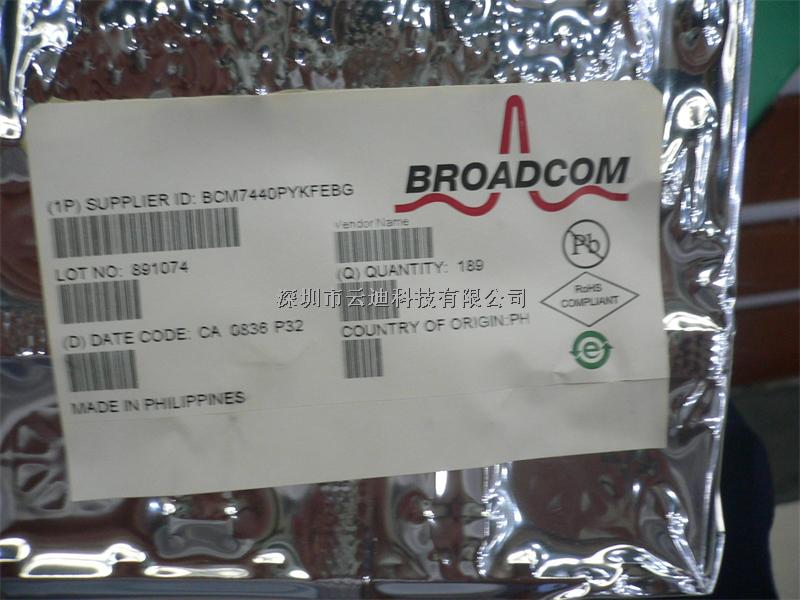 BROADCOM
(1P) SUPPLIER ID: BCM7440PYKFEBG
Vendor Name
LOT NO: 891074
(Q) QUANTITY: 189
Pb
RoHS
COMPLIANT
深圳市云迪科技有限公司
(D) DATE CODE: CA 0836 P32
COUNTRY OF ORIGIN:PH
e
MADE IN PHILIPPINES